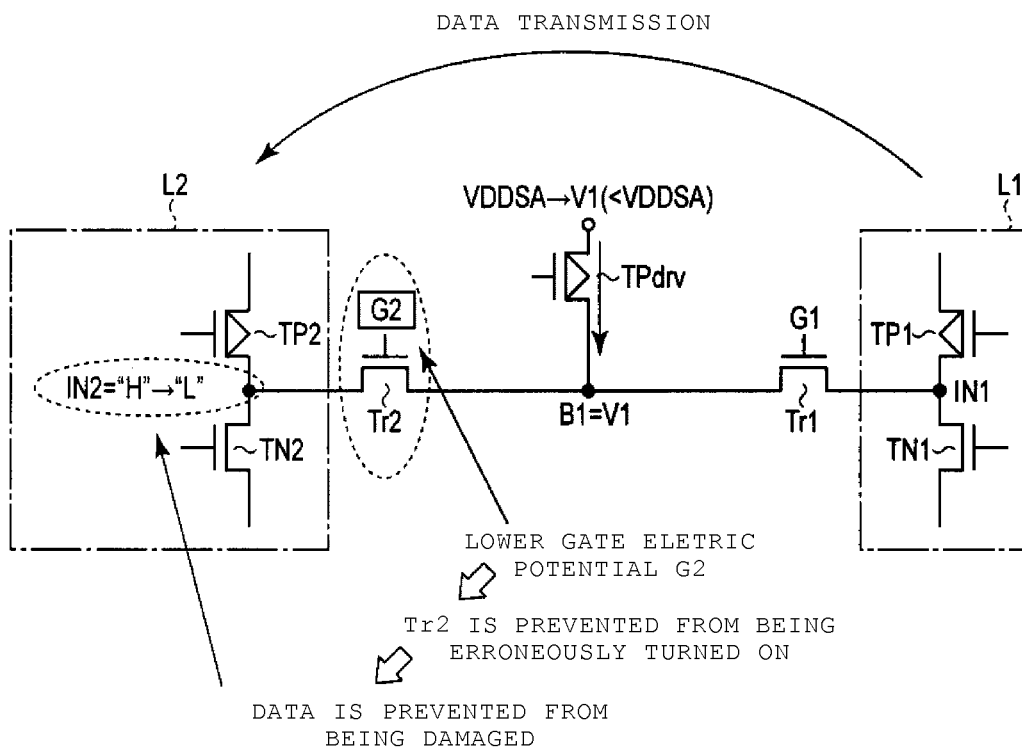 DATA TRANSMISSION
L2
VDDSA→V1(<VDDSA)
L1
TPdrv
G2
G1
TP2
TP1
IN2="H"→"L"
Tr2
B1=V1
Tr1
IN1
TN2
TN1
LOWER GATE ELETRIC
POTENTIAL G2
Tr2 IS PREVENTED FROM BEING
ERRONEOUSLY TURNED ON
DATA IS PREVENTED FROM
BEING DAMAGED